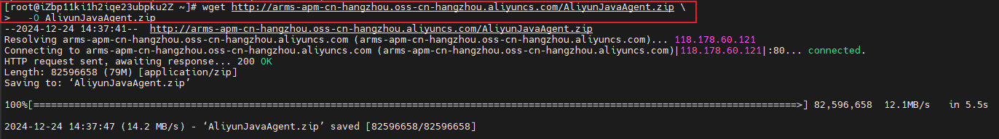 [root@iZbp11ki1h2iqe23ubpku2Z ~]# wget http://arms-apm-cn-hangzhou.oss-cn-hangzhou.aliyuncs.com/AliyunJavaAgent.zip \
>   -O AliyunJavaAgent.zip
--2024-12-24 14:37:41--  http://arms-apm-cn-hangzhou.oss-cn-hangzhou.aliyuncs.com/AliyunJavaAgent.zip
Resolving arms-apm-cn-hangzhou.oss-cn-hangzhou.aliyuncs.com (arms-apm-cn-hangzhou.oss-cn-hangzhou.aliyuncs.com)... 118.178.60.121
Connecting to arms-apm-cn-hangzhou.oss-cn-hangzhou.aliyuncs.com (arms-apm-cn-hangzhou.oss-cn-hangzhou.aliyuncs.com)|118.178.60.121|:80... connected.
HTTP request sent, awaiting response... 200 OK
Length: 82596658 (79M) [application/zip]
Saving to: ‘AliyunJavaAgent.zip’
100%[=======================================================================================================================>] 82,596,658  12.1MB/s   in 5.5s
2024-12-24 14:37:47 (14.2 MB/s) - ‘AliyunJavaAgent.zip’ saved [82596658/82596658]